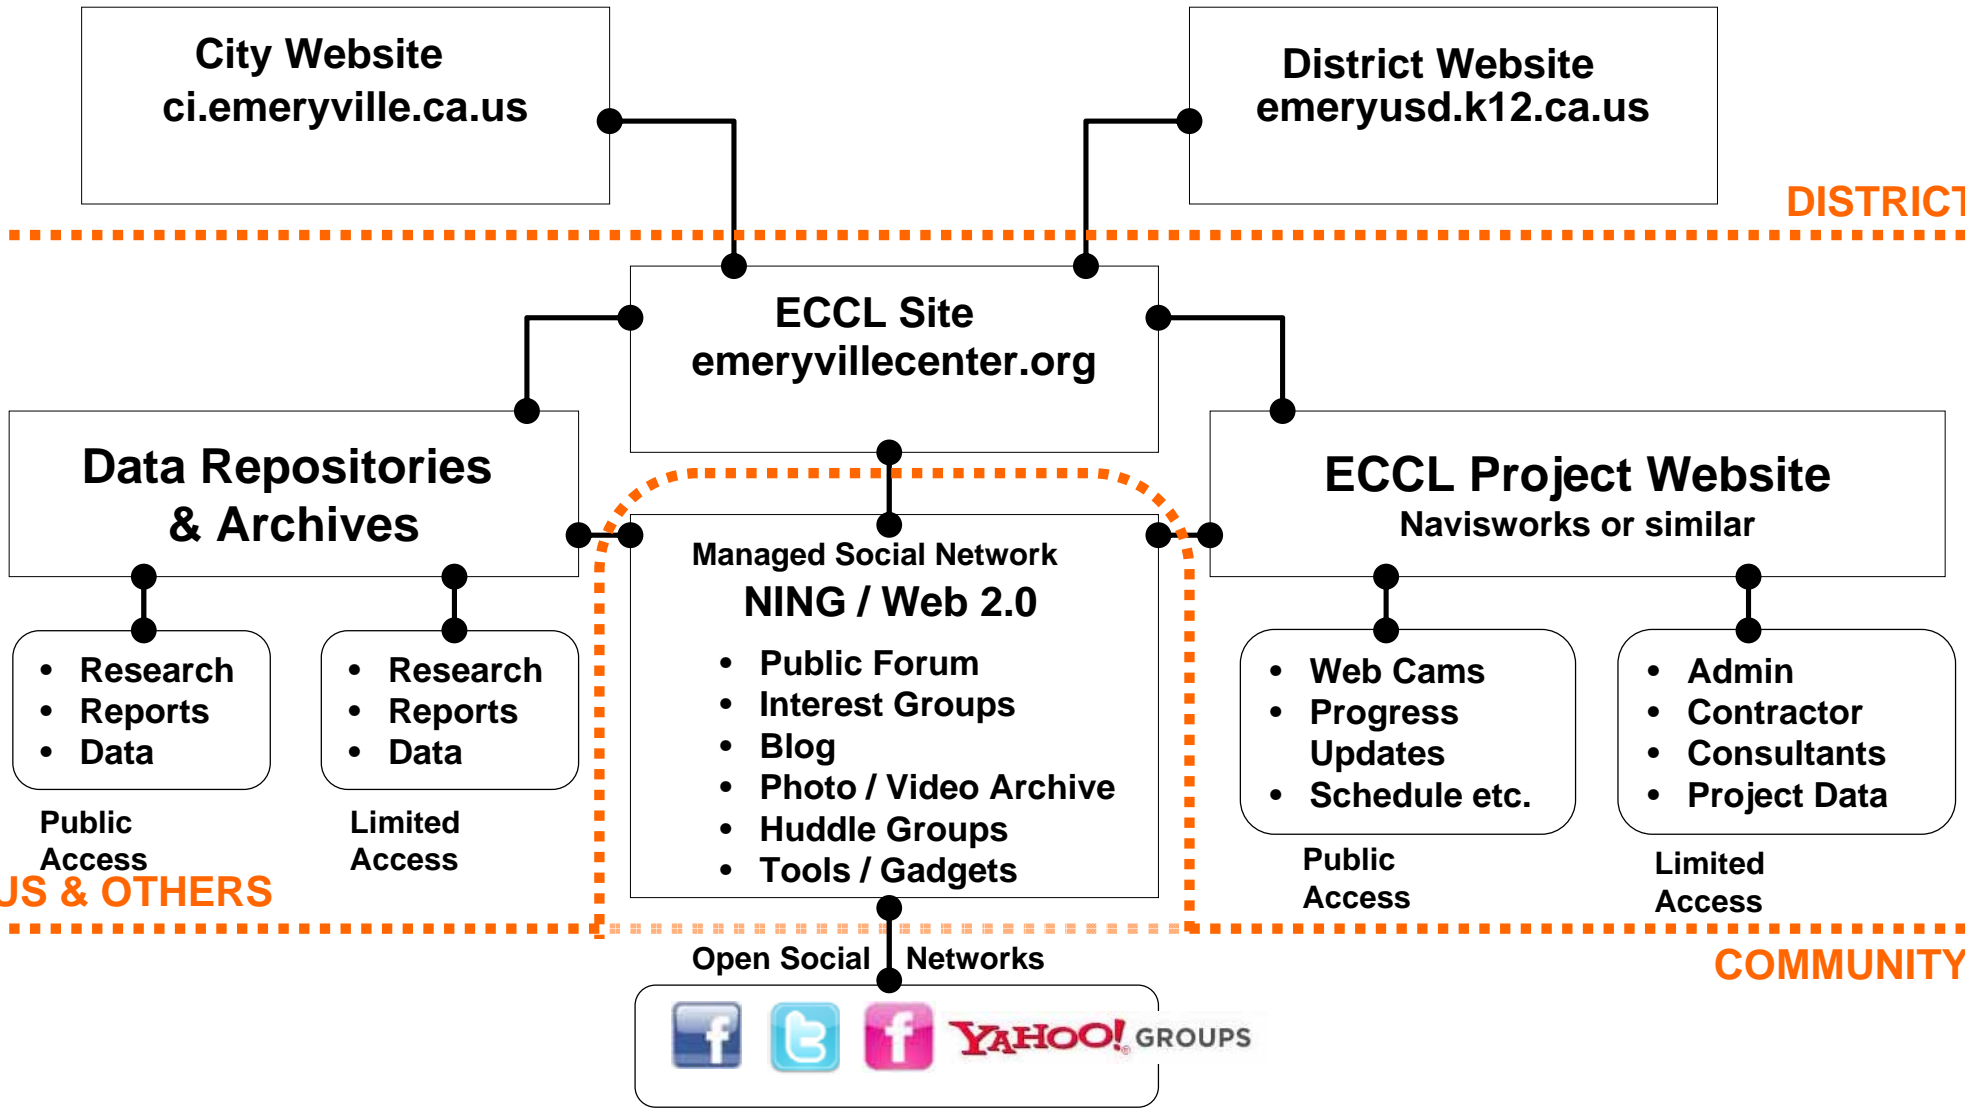 City Website
ci.emeryville.ca.us
District Website
emeryusd.k12.ca.us
DISTRICT
ECCL Site
emeryvillecenter.org
Data Repositories
& Archives
ECCL Project Website
Navisworks or similar
Managed Social Network
NING / Web 2.0
• Public Forum
• Interest Groups
• Blog
• Photo / Video Archive
• Huddle Groups
• Tools / Gadgets
• Research
• Reports
• Data
Public
Access
• Research
• Reports
• Data
Limited
Access
• Web Cams
• Progress
Updates
• Schedule etc.
Public
Access
• Admin
• Contractor
• Consultants
• Project Data
Limited
Access
US & OTHERS
COMMUNITY
Open Social Networks
f t f YAHOO! GROUPS